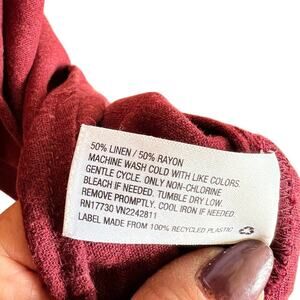 50% LINEN / 50% RAYON
MACHINE WASH COLD WITH LIKE COLORS.
GENTLE CYCLE. ONLY NON-CHLORINE
BLEACH IF NEEDED. TUMBLE DRY LOW.
REMOVE PROMPTLY. COOL IRON IF NEEDED.
RN17730 VN2242811
LABEL MADE FROM 100% RECYCLED PLASTIC